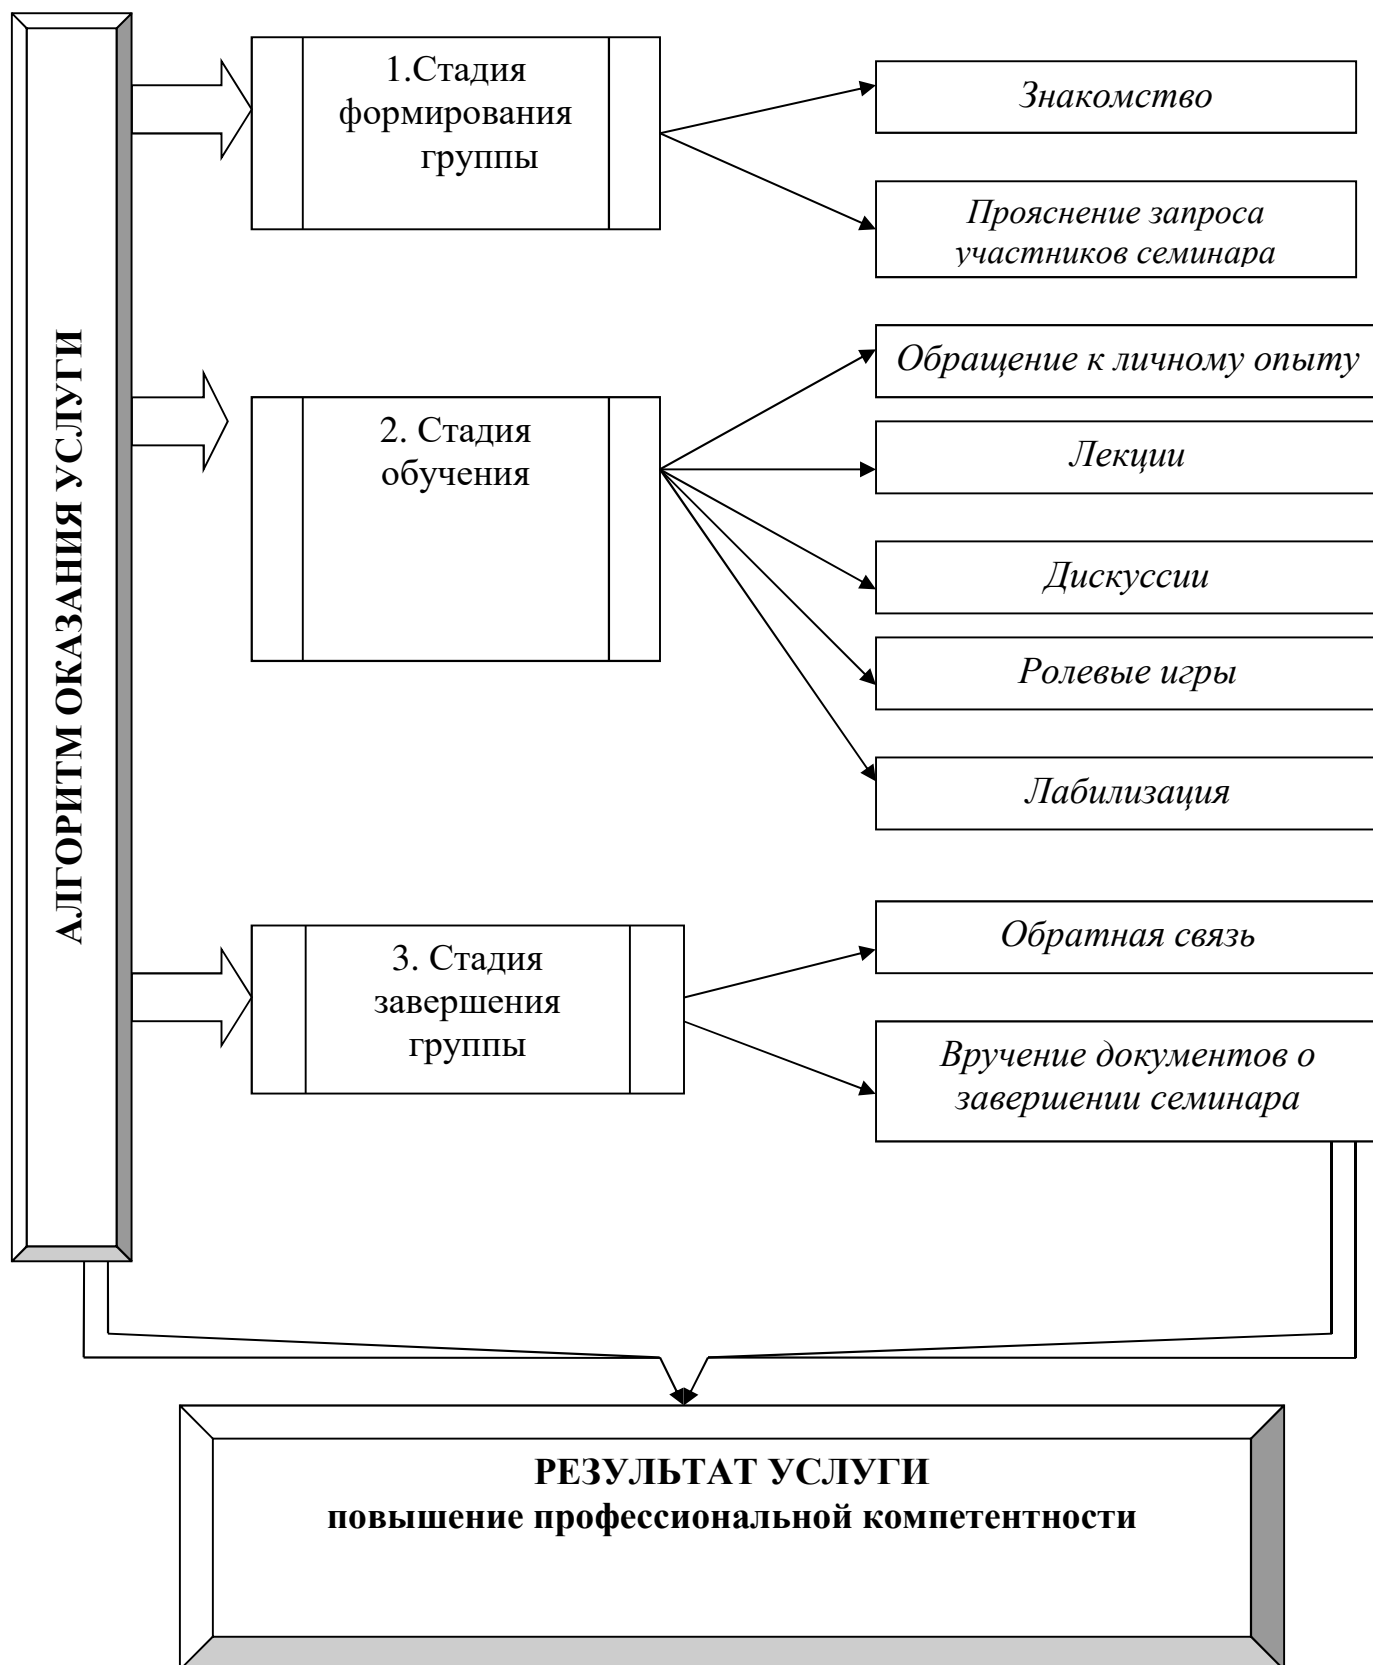 АЛГОРИТМ ОКАЗАНИЯ УСЛУГИ
1.Стадия
формирования
группы
Знакомство
Прояснение запроса
участников семинара
2. Стадия
обучения
Обращение к личному опыту
Лекции
Дискуссии
Ролевые игры
Лабилизация
3. Стадия
завершения
группы
Обратная связь
Вручение документов о
завершении семинара
РЕЗУЛЬТАТ УСЛУГИ
повышение профессиональной компетентности